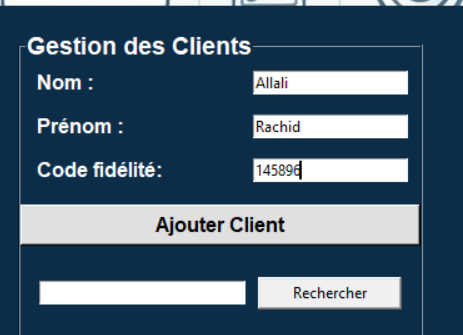 Gestion des Clients
Nom : Allali
Prénom : Rachid
Code fidélité: 145896
Ajouter Client
Rechercher